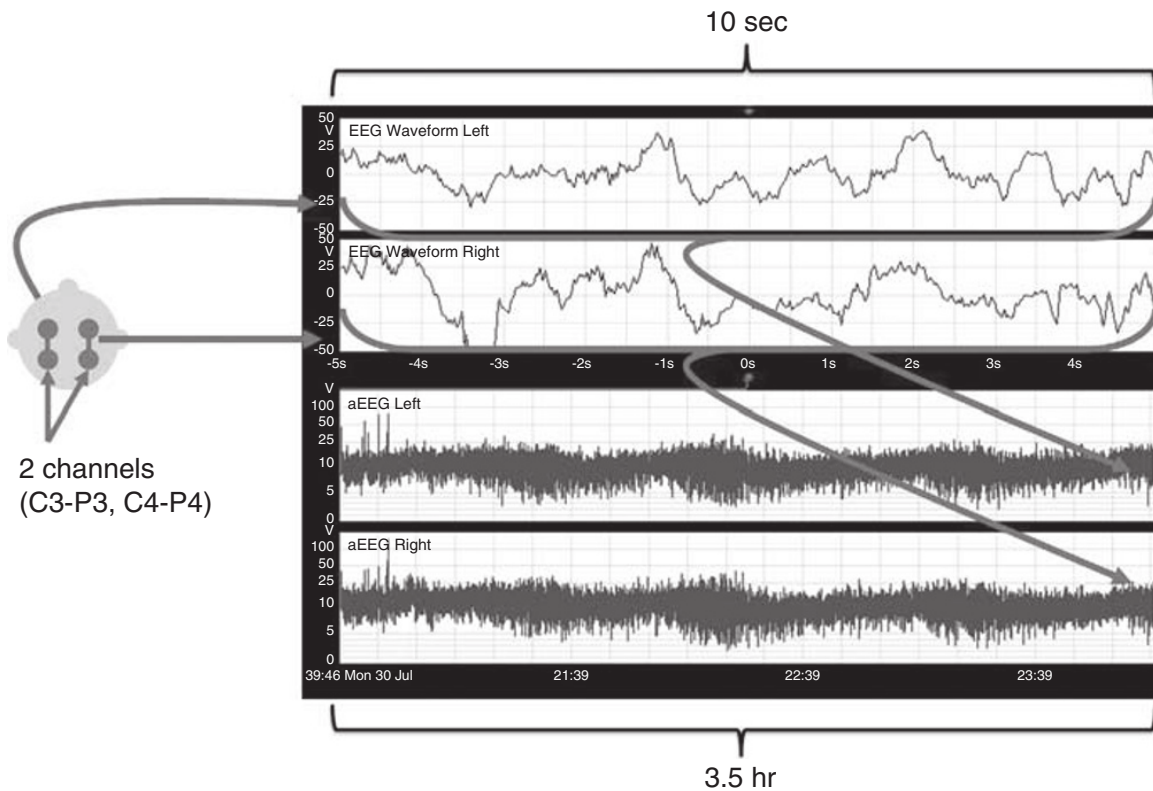 10 sec
50
V
25
0
-25
-50
EEG Waveform Left
50
V
25
0
-25
-50
EEG Waveform Right
-5s -4s -3s -2s -1s 0s 1s 2s 3s 4s
2 channels
(C3-P3, C4-P4)
V
100
50
25
10
5
0
aEEG Left
V
100
50
25
10
5
0
aEEG Right
39:46 Mon 30 Jul 21:39 22:39 23:39
3.5 hr